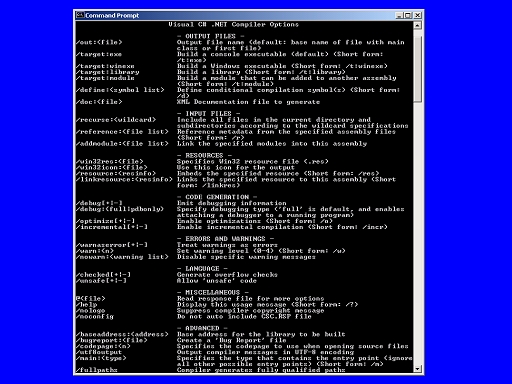 Command Prompt
Visual C# .NET Compiler Options
- OUTPUT FILES -
/out:<file> Output file name (default: base name of file with main
class or first file)
/target:exe Build a console executable (default) (Short form:
/t:exe)
/target:winexe Build a Windows executable (Short form: /t:winexe)
/target:library Build a library (Short form: /t:library)
/target:module Build a module that can be added to another assembly
(Short form: /t:module)
/define:<symbol list> Define conditional compilation symbol(s) (Short form:
/d)
/doc:<file> XML Documentation file to generate
- INPUT FILES -
/recurse:<wildcard> Include all files in the current directory and
subdirectories according to the wildcard specifications
/reference:<file list> Reference metadata from the specified assembly files
(Short form: /r)
/addmodule:<file list> Link the specified modules into this assembly
- RESOURCES -
/win32res:<file> Specifies Win32 resource file (.res)
/win32icon:<file> Use this icon for the output
/resource:<resinfo> Embeds the specified resource (Short form: /res)
/linkresource:<resinfo> Links the specified resource to this assembly (Short
form: /linkres)
- CODE GENERATION -
/debug[+|-] Emit debugging information
/debug:{full|pdbonly} Specify debugging type ('full' is default, and enables
attaching a debugger to a running program)
/optimize[+|-] Enable optimizations (Short form: /o)
/incremental[+|-] Enable incremental compilation (Short form: /incr)
- ERRORS AND WARNINGS -
/warnaserror[+|-] Treat warnings as errors
/warn:<n> Set warning level (0-4) (Short form: /w)
/nowarn:<warning list> Disable specific warning messages
- LANGUAGE -
/checked[+|-] Generate overflow checks
/unsafe[+|-] Allow 'unsafe' code
- MISCELLANEOUS -
@<file> Read response file for more options
/help Display this usage message (Short form: /?)
/nologo Suppress compiler copyright message
/noconfig Do not auto include CSC.RSP file
- ADVANCED -
/baseaddress:<address> Base address for the library to be built
/bugreport:<file> Create a 'Bug Report' file
/codepage:<n> Specifies the codepage to use when opening source files
/utf8output Output compiler messages in UTF-8 encoding
/main:<type> Specifies the type that contains the entry point (ignore
all other possible entry points) (Short form: /m)
/fullpaths Compiler generates fully qualified paths